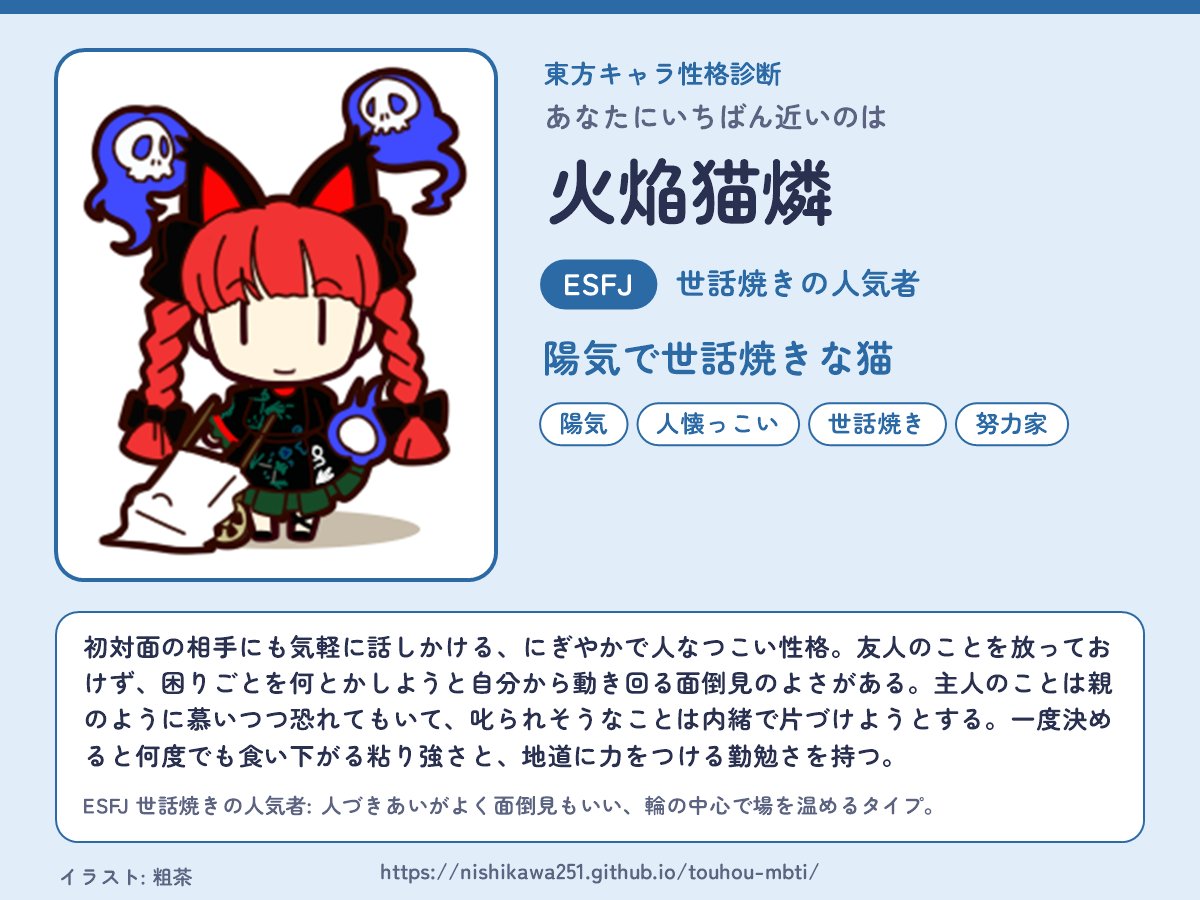 東方キャラ性格診断
あなたにいちばん近いのは
火焔猫燐
ESFJ 世話焼きの人気者
陽気で世話焼きな猫
陽気 人懐っこい 世話焼き 努力家
初対面の相手にも気軽に話しかける、にぎやかで人なつこい性格。友人のことを放ってお
けず、困りごとを何とかしようと自分から動き回る面倒見のよさがある。主人のことは親
のように慕いつつ恐れてもいて、叱られそうなことは内緒で片づけようとする。一度決め
ると何度でも食い下がる粘り強さと、地道に力をつける勤勉さを持つ。
ESFJ 世話焼きの人気者: 人づきあいがよく面倒見もいい、輪の中心で場を温めるタイプ。
イラスト: 粗茶
https://nishikawa251.github.io/touhou-mbti/